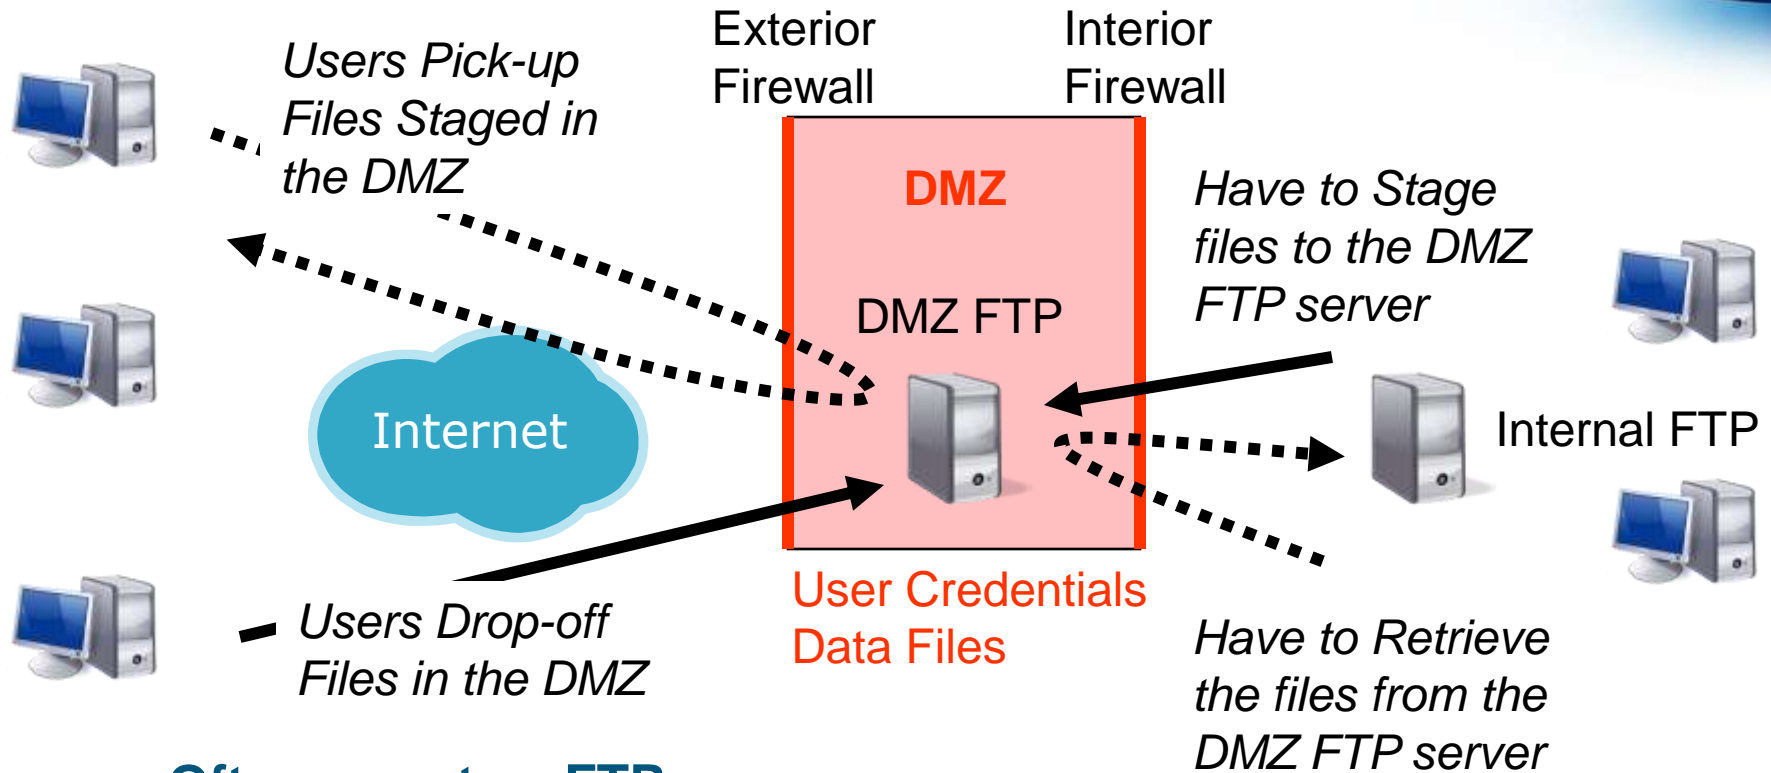 Exterior
Firewall
Interior
Firewall
Users Pick-up
Files Staged in
the DMZ
DMZ
Have to Stage
files to the DMZ
FTP server
DMZ FTP
Internet
Internal FTP
User Credentials
Data Files
Users Drop-off
Files in the DMZ
Have to Retrieve
the files from the
DMZ FTP server
FTP